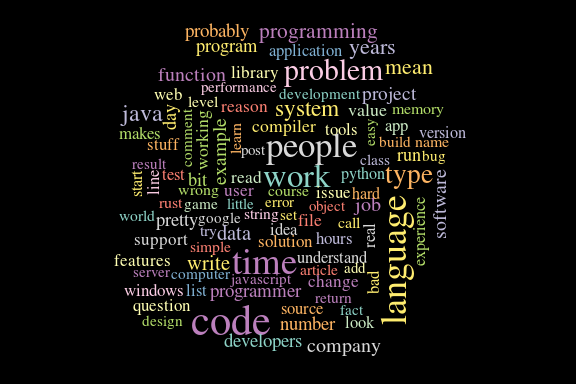 probably programming
program application years
function library problem mean
performance
web level development project
java day reason system value memory
makes comment working example learn compiler tools easy app version
stuff post people build name
result class run bug
start line test bit read work python type
wrong user course issue hard
rust game little error object job
world pretty google string set file call real language experience software
support try data idea
simple solution hours
features write time understand
server computer javascript article add bad
windows list programmer change
question return
design code source fact
number look
developers company